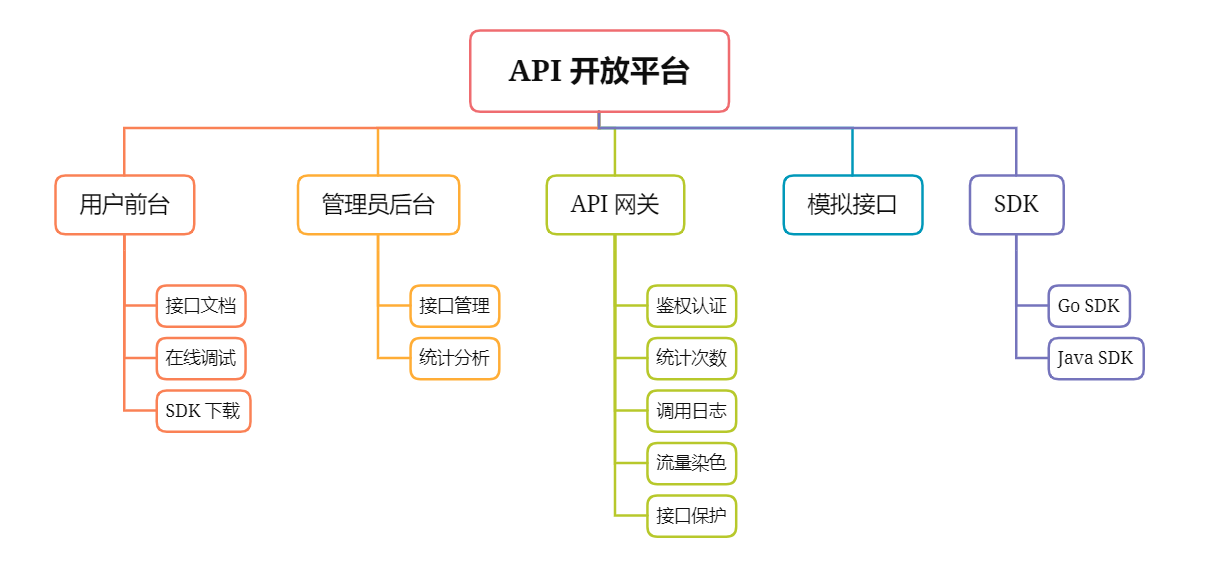 API 开放平台
用户前台
管理员后台
API 网关
模拟接口
SDK
接口文档
在线调试
SDK 下载
接口管理
统计分析
鉴权认证
统计次数
调用日志
流量染色
接口保护
Go SDK
Java SDK